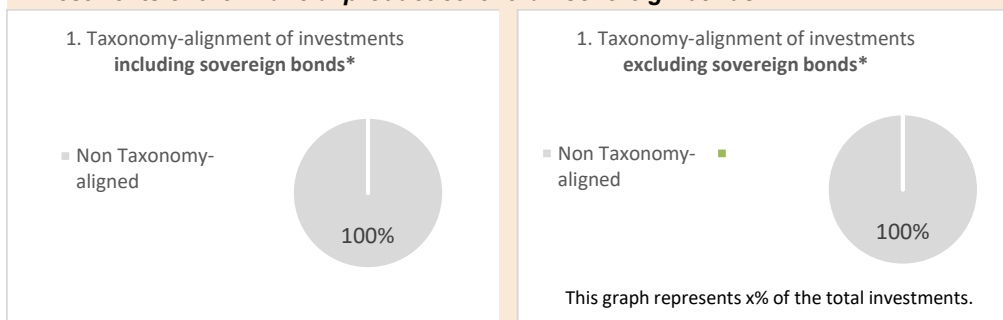 1. Taxonomy-alignment of investments
including sovereign bonds*
Non Taxonomy-
aligned
100%
1. Taxonomy-alignment of investments
excluding sovereign bonds*
Non Taxonomy-
aligned
100%
This graph represents x% of the total investments.